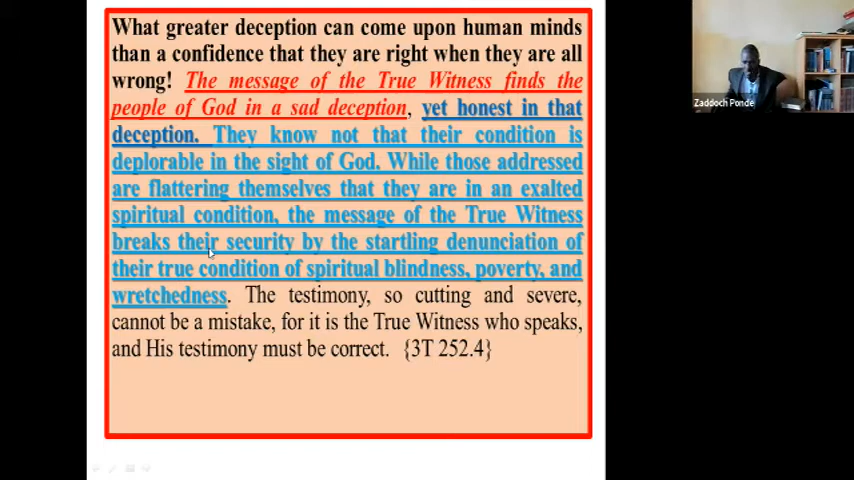 What greater deception can come upon human minds
than a confidence that they are right when they are all
wrong! The message of the True Witness finds the
people of God in a sad deception, yet honest in that
deception. They know not that their condition is
deplorable in the sight of God. While those addressed
are flattering themselves that they are in an exalted
spiritual condition, the message of the True Witness
breaks their security by the startling denunciation of
their true condition of spiritual blindness, poverty, and
wretchedness. The testimony, so cutting and severe,
cannot be a mistake, for it is the True Witness who speaks,
and His testimony must be correct. {3T 252.4}
Zaddoch Ponde